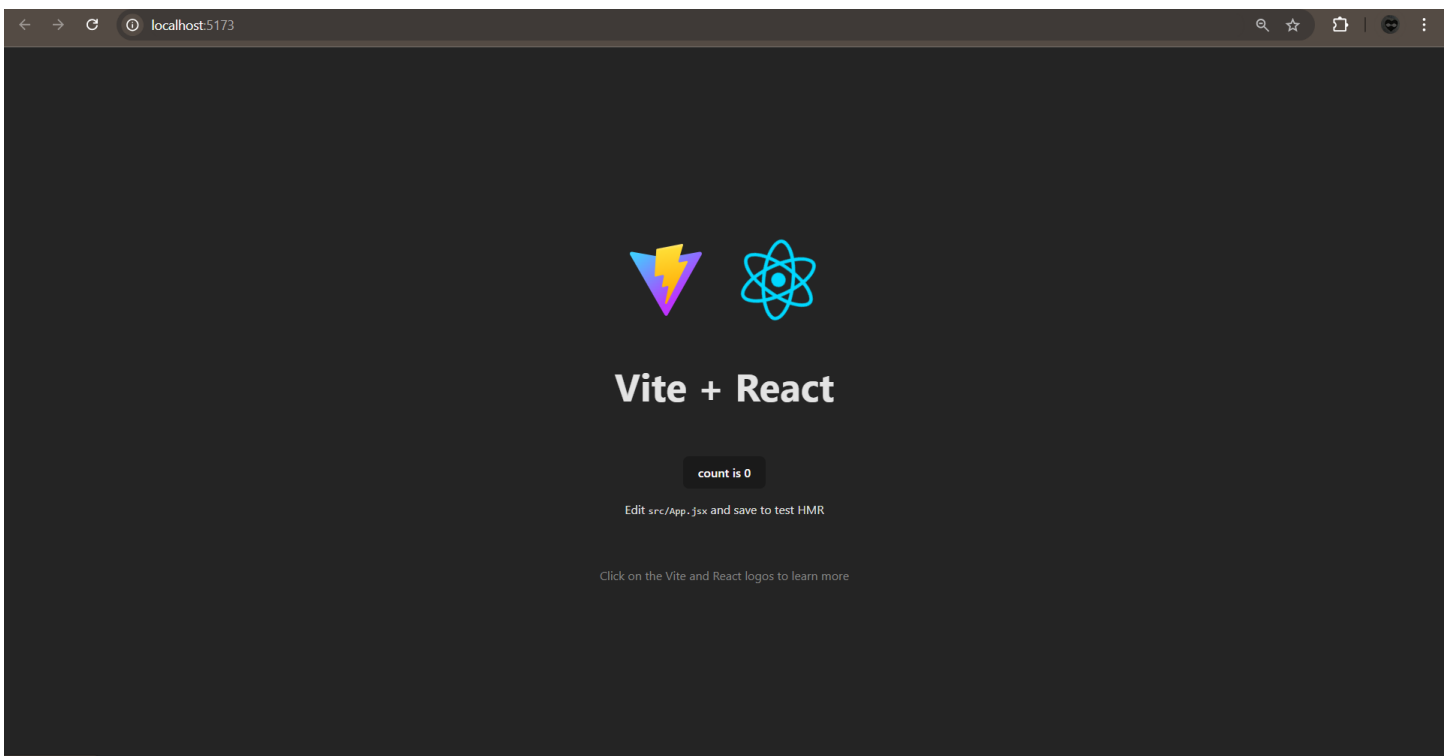 localhost:5173
Vite + React
count is 0
Edit src/App.jsx and save to test HMR
Click on the Vite and React logos to learn more